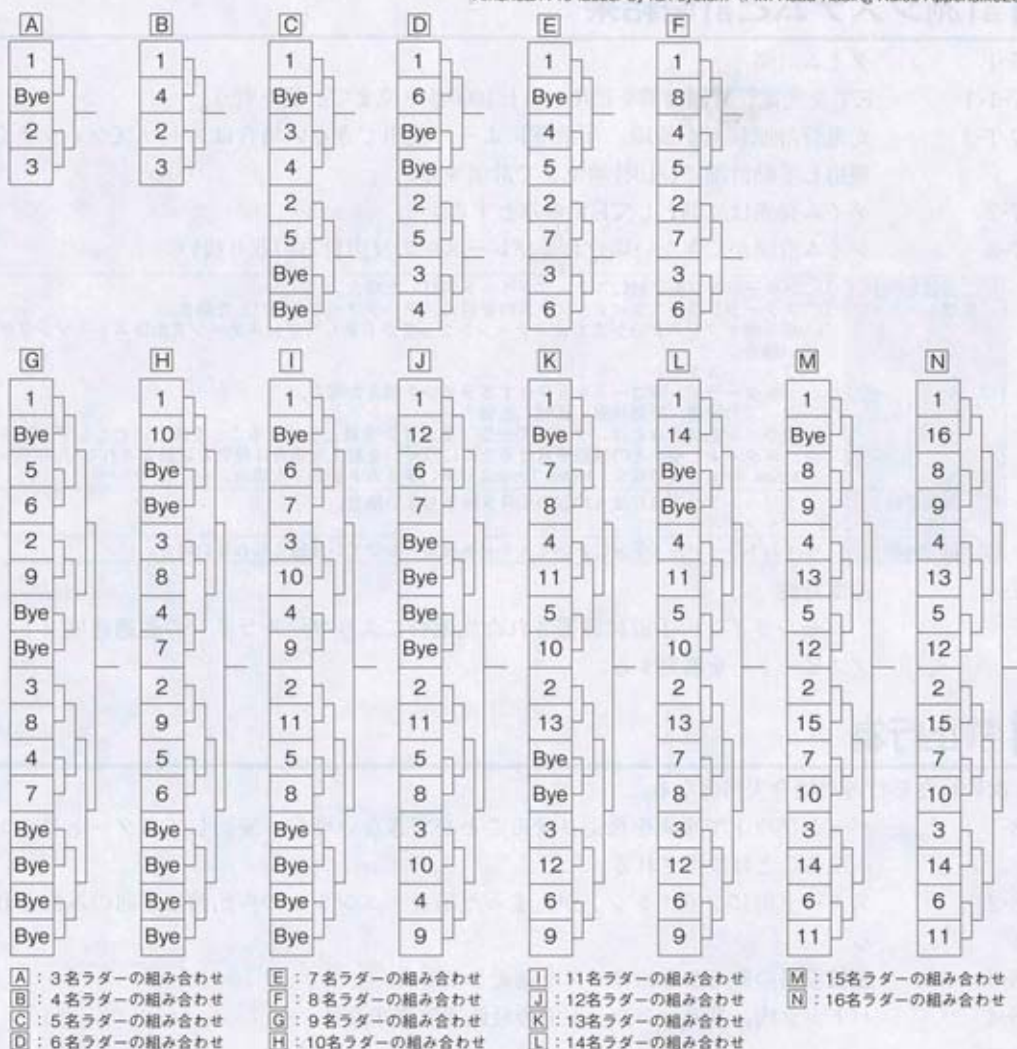 A B C D E F
1 1 1 1 1 1
Bye 4 Bye 6 Bye 8
2 2 3 Bye 4 4
3 3 4 Bye 5 5
2 2 2 2
5 5 7 7
Bye 3 3 3
Bye 4 6 6
G H I J K L M N
1 1 1 1 1 1 1 1
Bye 10 Bye 12 Bye 14 Bye 16
5 Bye 6 6 7 Bye 8 8
6 Bye 7 7 8 Bye 9 9
2 3 3 Bye 4 4 4 4
9 8 10 Bye 11 11 13 13
Bye 4 4 Bye 5 5 5 5
Bye 7 9 Bye 10 10 12 12
3 2 2 2 2 2 2 2
8 9 11 11 13 13 15 15
4 5 5 5 Bye 7 7 7
7 6 8 8 Bye 8 10 10
Bye Bye Bye 3 3 3 3 3
Bye Bye Bye 10 12 12 14 14
Bye Bye Bye 4 6 6 6 6
Bye Bye Bye 9 9 9 11 11
A : 3名ラダーの組み合わせ E : 7名ラダーの組み合わせ I : 11名ラダーの組み合わせ M : 15名ラダーの組み合わせ
B : 4名ラダーの組み合わせ F : 8名ラダーの組み合わせ J : 12名ラダーの組み合わせ N : 16名ラダーの組み合わせ
C : 5名ラダーの組み合わせ G : 9名ラダーの組み合わせ K : 13名ラダーの組み合わせ
D : 6名ラダーの組み合わせ H : 10名ラダーの組み合わせ L : 14名ラダーの組み合わせ